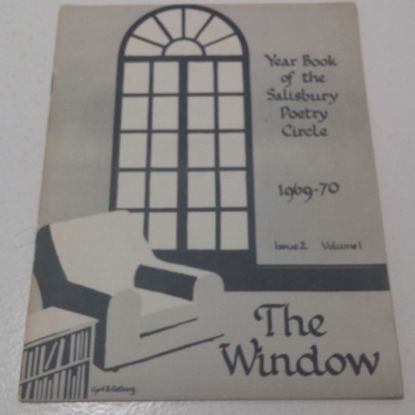 Year Book
of the
Salisbury
Poetry
Circle
1969-70
Issue 2 Volume 1
The
Window